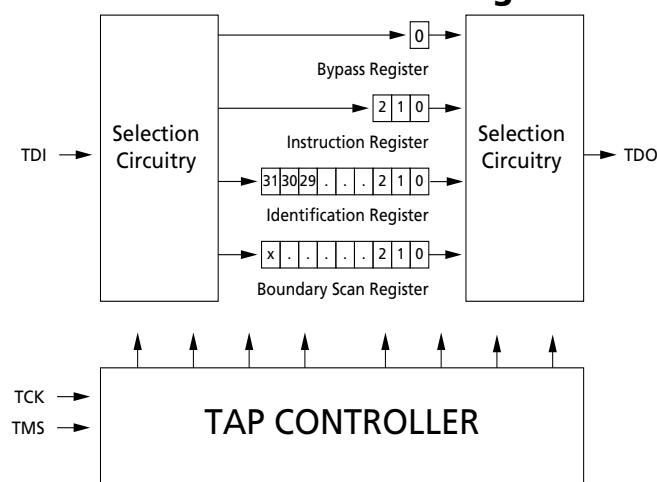 0
Bypass Register
2 1 0
Instruction Register
Selection
Circuitry
Selection
Circuitry
TDI
TDO
31 30 29 . . . 2 1 0
Identification Register
x . . . . . 2 1 0
Boundary Scan Register
TCK
TMS
TAP CONTROLLER